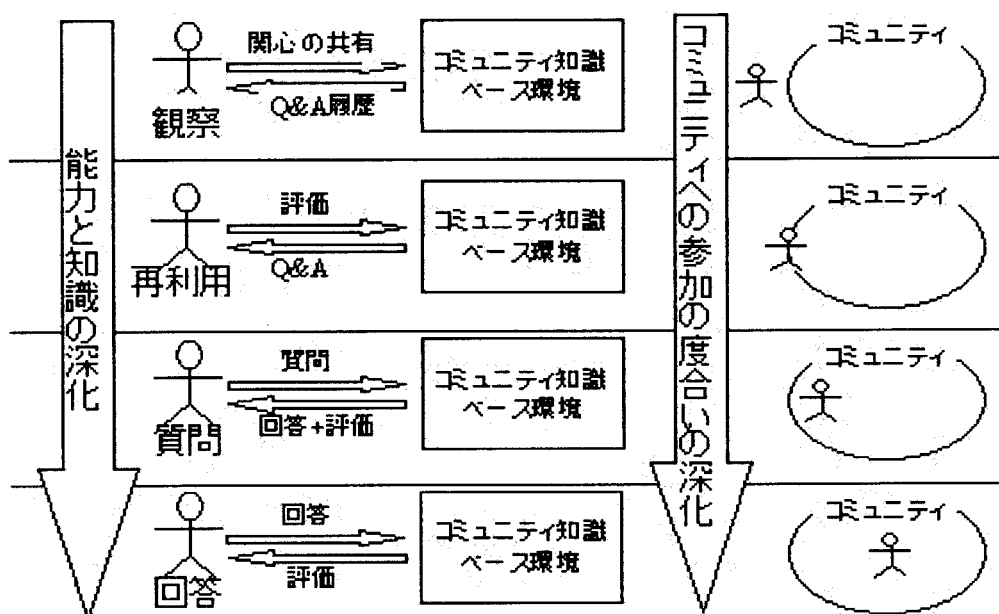 能力と知識の深化
コミュニティへの参加の度合いの深化
関心の共有
Q&A履歴
観察
コミュニティ知識
ベース環境
コミュニティ
評価
Q&A
再利用
コミュニティ知識
ベース環境
コミュニティ
質問
回答+評価
質問
コミュニティ知識
ベース環境
コミュニティ
回答
評価
回答
コミュニティ知識
ベース環境
コミュニティ